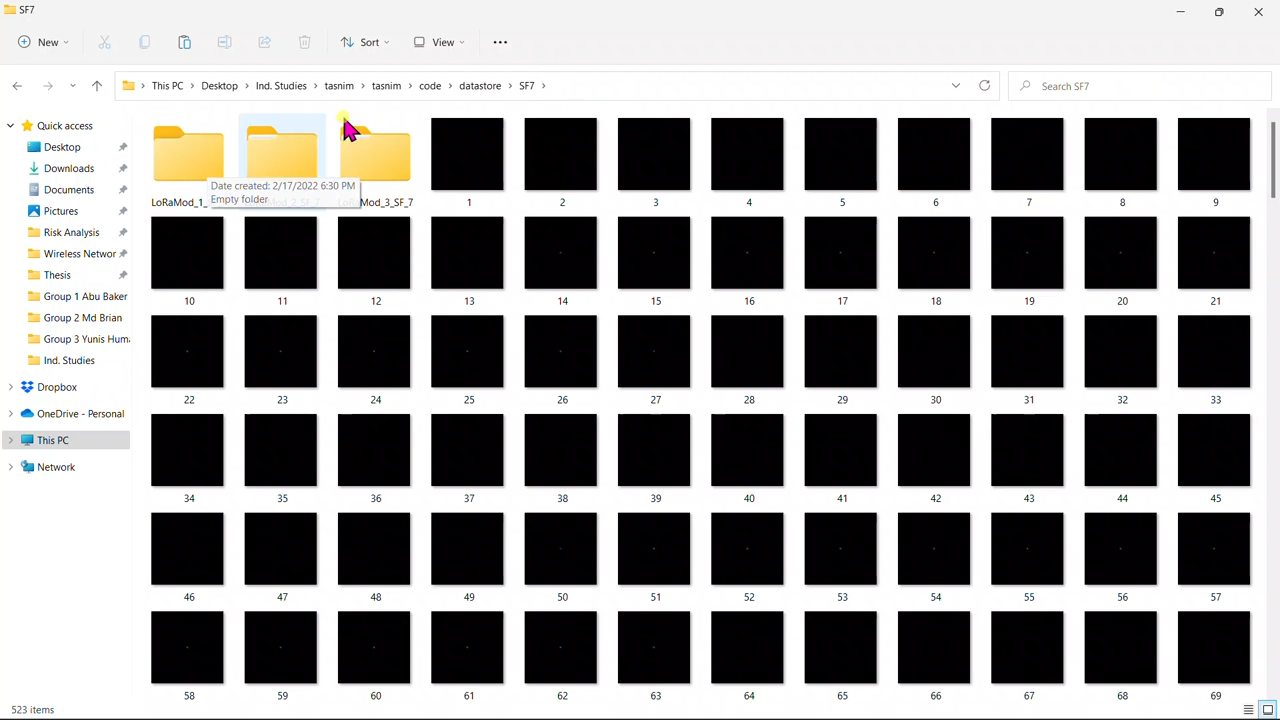 SF7
New
Sort
View
This PC
Desktop
Ind. Studies
tasnim
tasnim
code
datastore
SF7
Search SF7
Quick access
Desktop
Downloads
Documents
Pictures
Risk Analysis
Wireless Networ
Thesis
Group 1 Abu Baker
Group 2 Md Brian
Group 3 Yunis Hum
Ind. Studies
Dropbox
OneDrive - Personal
This PC
Network
Date created: 2/17/2022 6:30 PM
Empty folder
LoRaMod_1_
Mod_3_SF_7
1 2 3 4 5 6 7 8 9
10 11 12 13 14 15 16 17 18 19 20 21
22 23 24 25 26 27 28 29 30 31 32 33
34 35 36 37 38 39 40 41 42 43 44 45
46 47 48 49 50 51 52 53 54 55 56 57
58 59 60 61 62 63 64 65 66 67 68 69
523 items